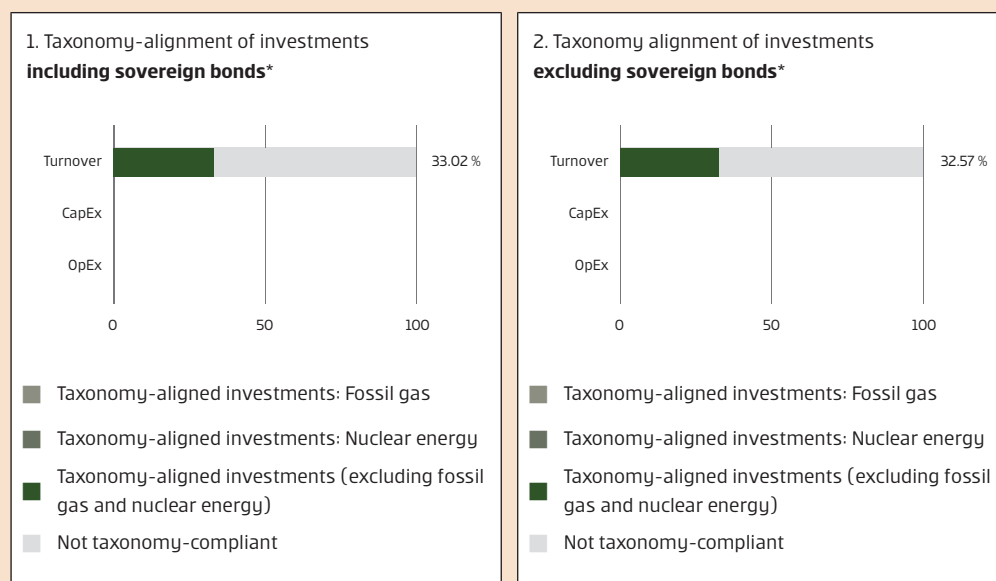 1. Taxonomy-alignment of investments
including sovereign bonds*
Turnover
33.02 %
CapEx
OpEx
0
50
100
Taxonomy-aligned investments: Fossil gas
Taxonomy-aligned investments: Nuclear energy
Taxonomy-aligned investments (excluding fossil
gas and nuclear energy)
Not taxonomy-compliant
2. Taxonomy alignment of investments
excluding sovereign bonds*
Turnover
32.57 %
CapEx
OpEx
0
50
100
Taxonomy-aligned investments: Fossil gas
Taxonomy-aligned investments: Nuclear energy
Taxonomy-aligned investments (excluding fossil
gas and nuclear energy)
Not taxonomy-compliant